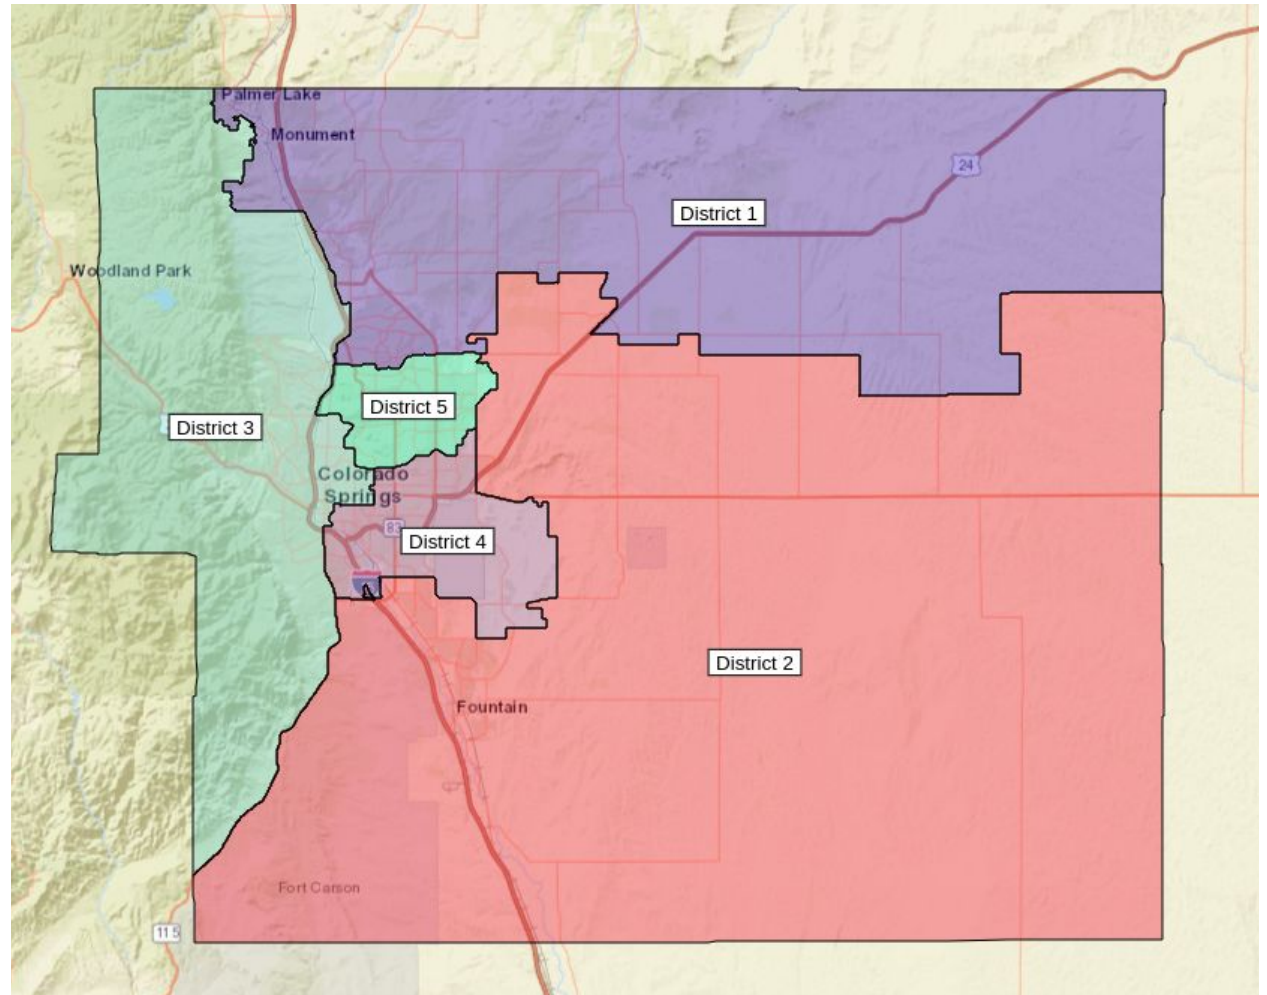 Palmer Lake
Monument
24
District 1
Woodland Park
District 5
District 3
Colorado
Springs
83
District 4
District 2
Fountain
Fort Carson
115